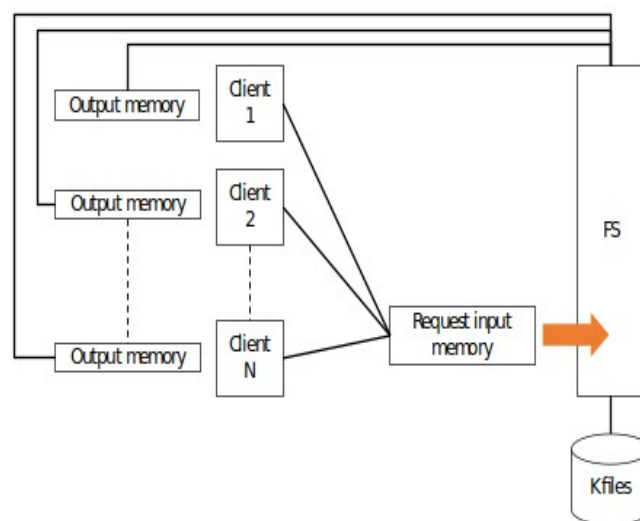 Output memory
Client
1
Output memory
Client
2
FS
Request input
memory
Output memory
Client
N
Kfiles